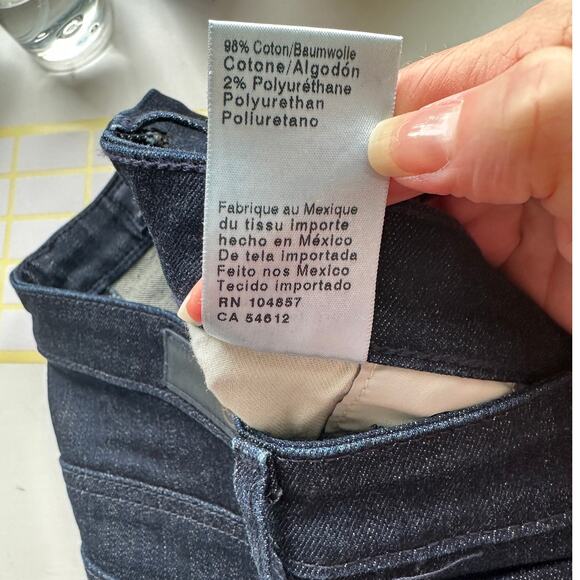 98% Coton/Baumwolle
Cotone/Algodón
2% Polyuréthane
Polyurethan
Poliuretano
Fabrique au Mexique
du tissu importe
hecho en México
De tela importada
Feito nos Mexico
Tecido importado
RN 104857
CA 54612